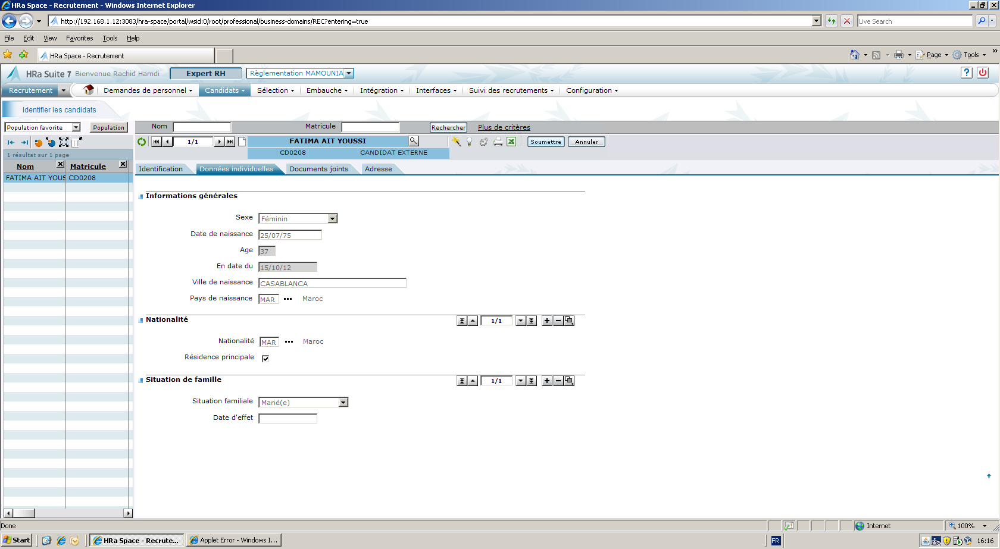 HRa Space - Recrutement - Windows Internet Explorer
http://192.168.1.12:3083/hra-space/portal/wsid:0/root/professional/business-domains/REC?entering=true
Live Search
File Edit View Favorites Tools Help
HRa Space - Recrutement
Page Tools »
HRa Suite 7 Bienvenue Rachid Hamdi Expert RH Règlementation MAMOUNIA
?
Recrutement Demandes de personnel Candidats Sélection Embauche Intégration Interfaces Suivi des recrutements Configuration
Identifier les candidats
Population favorite Population Nom Matricule Rechercher Plus de critères
1/1 FATIMA AIT YOUSSI Soumettre Annuler
CD0208 CANDIDAT EXTERNE
1 résultat sur 1 page
Nom Matricule
FATIMA AIT YOUS CD0208
Identification Données individuelles Documents joints Adresse
Informations générales
Sexe Féminin
Date de naissance 25/07/75
Age 37
En date du 15/10/12
Ville de naissance CASABLANCA
Pays de naissance MAR ... Maroc
Nationalité 1/1
Nationalité MAR ... Maroc
Résidence principale
Situation de famille 1/1
Situation familiale Marié(e)
Date d'effet
Done Internet 100%
Start HRa Space - Recrute... Applet Error - Windows I... FR 16:16